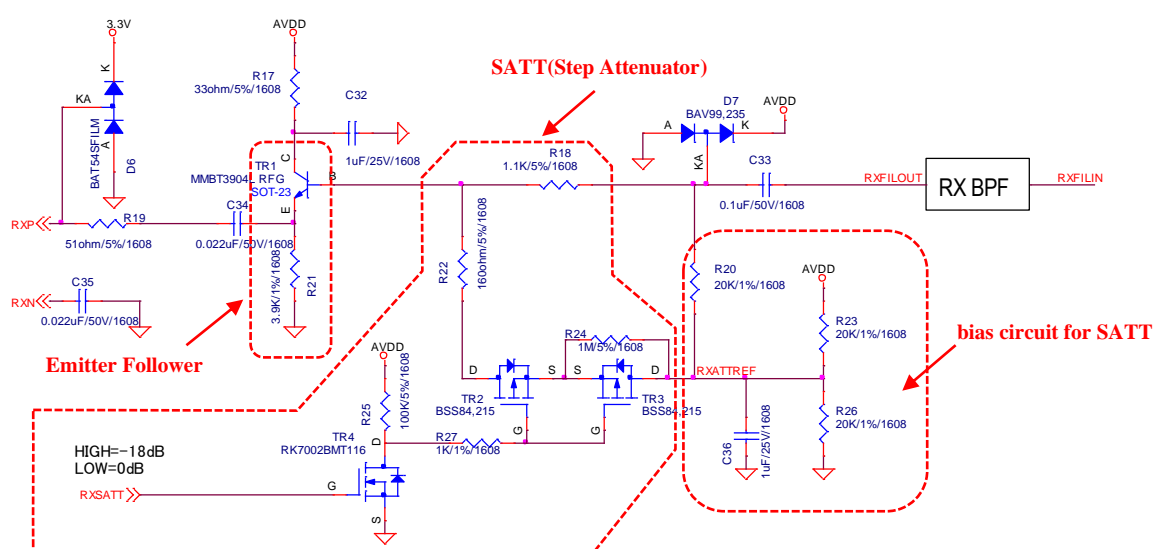 3.3V
K
KA
A
BAT54SFILM
D6
AVDD
R17
33ohm/5%/1608
C32
1uF/25V/1608
C
TR1
MMBT3904_RFG
SOT-23
B
E
C34
0.022uF/50V/1608
RXP
R19
51ohm/5%/1608
3.9K/1%/1608
R21
RXN
C35
0.022uF/50V/1608
Emitter Follower
SATT(Step Attenuator)
R18
1.1K/5%/1608
D7
BAV99,235
AVDD
A
K
KA
C33
0.1uF/50V/1608
RXFILOUT
RX BPF
RXFILIN
R22
160ohm/5%/1608
R20
20K/1%/1608
AVDD
R23
20K/1%/1608
bias circuit for SATT
R24
1M/5%/1608
D
S
S
D
RXATTREF
TR2
BSS84,215
TR3
BSS84,215
G
G
R26
20K/1%/1608
C36
1uF/25V/1608
AVDD
R25
100K/5%/1608
TR4
RK7002BMT116
D
R27
1K/1%/1608
HIGH=-18dB
LOW=0dB
RXSATT
G
S